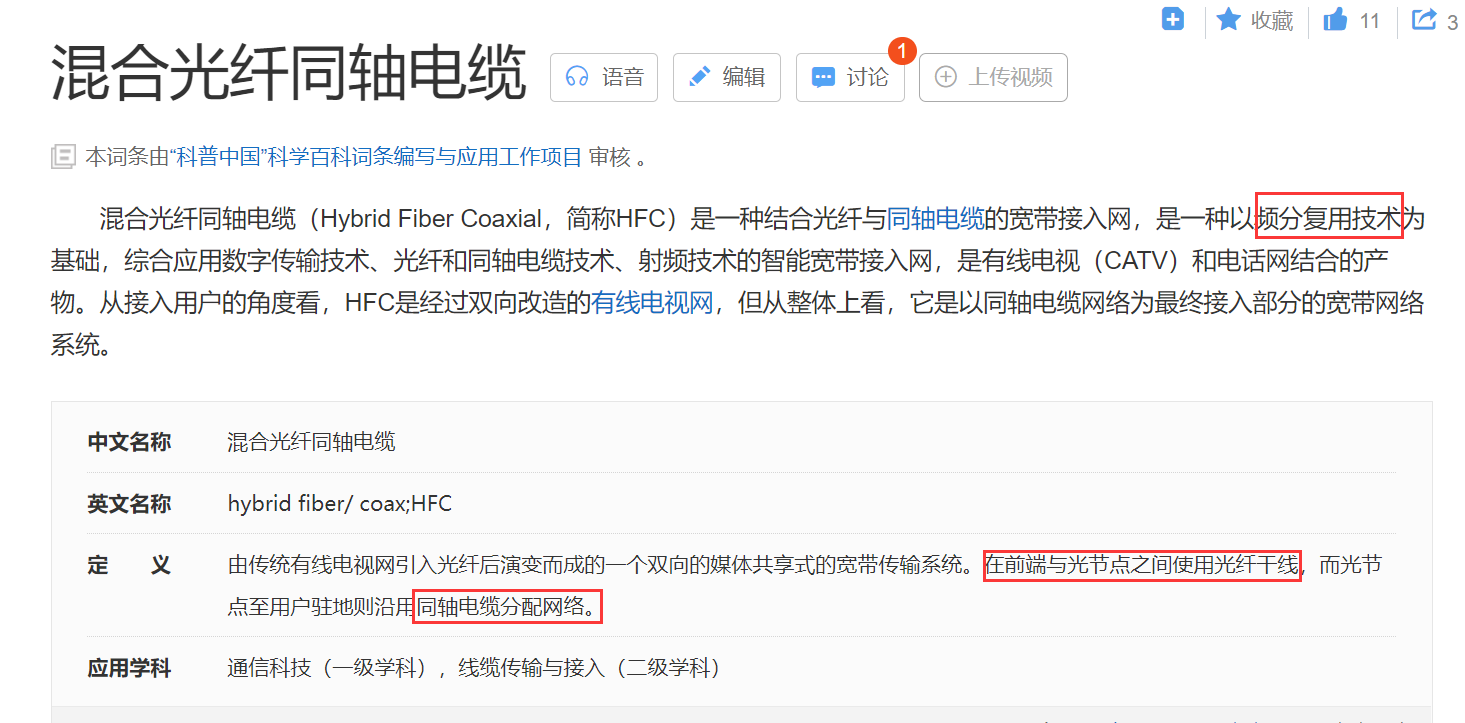 收藏 11 3
混合光纤同轴电缆 语音 编辑 讨论 1 上传视频
本词条由“科普中国”科学百科词条编写与应用工作项目 审核 。
混合光纤同轴电缆（Hybrid Fiber Coaxial，简称HFC）是一种结合光纤与同轴电缆的宽带接入网，是一种以频分复用技术为
基础，综合应用数字传输技术、光纤和同轴电缆技术、射频技术的智能宽带接入网，是有线电视（CATV）和电话网结合的产
物。从接入用户的角度看，HFC是经过双向改造的有线电视网，但从整体上看，它是以同轴电缆网络为最终接入部分的宽带网络
系统。
中文名称 混合光纤同轴电缆
英文名称 hybrid fiber/ coax;HFC
定 义 由传统有线电视网引入光纤后演变而成的一个双向的媒体共享式的宽带传输系统。在前端与光节点之间使用光纤干线，而光节
点至用户驻地则沿用同轴电缆分配网络。
应用学科 通信科技（一级学科），线缆传输与接入（二级学科）